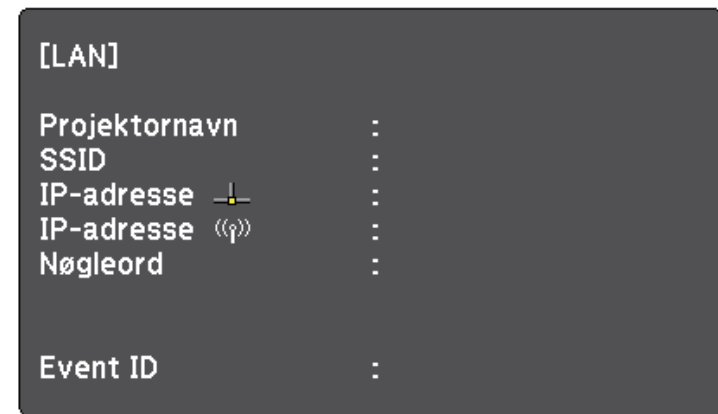 [LAN]
Projektornavn :
SSID :
IP-adresse :
IP-adresse :
Nøgleord :
Event ID :